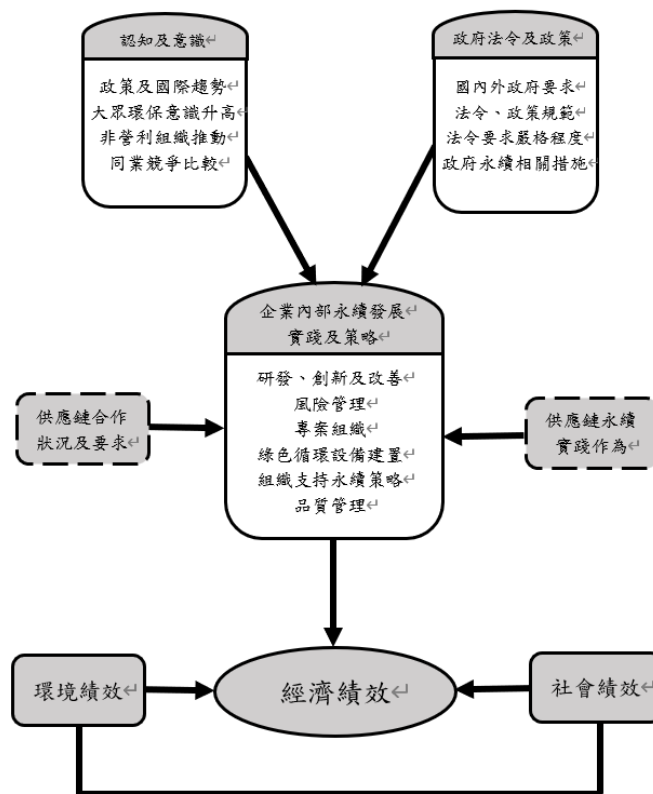 認知及意識↵
政策及國際趨勢↵
大眾環保意識升高↵
非營利組織推動↵
同業競爭比較↵
政府法令及政策↵
國內外政府要求↵
法令、政策規範↵
法令要求嚴格程度↵
政府永續相關措施↵
企業內部永續發展↵
實踐及策略↵
研發、創新及改善↵
風險管理↵
專案組織↵
綠色循環設備建置↵
組織支持永續策略↵
品質管理↵
供應鏈合作↵
狀況及要求↵
供應鏈永續↵
實踐作為↵
環境績效↵
經濟績效↵
社會績效↵